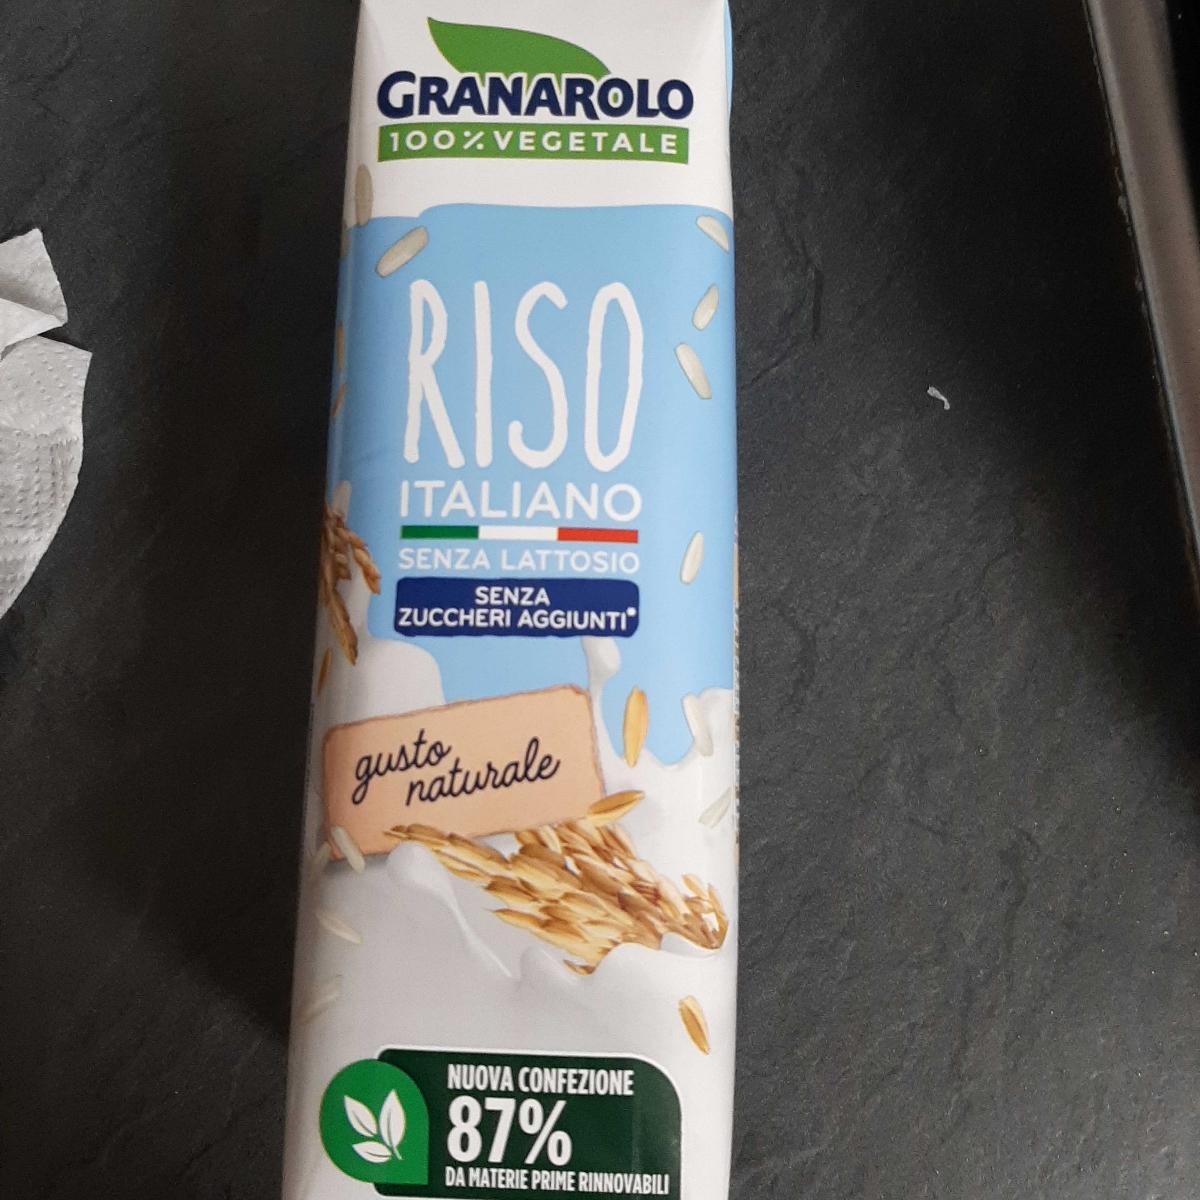 GRANAROLO
100% VEGETALE
RISO
ITALIANO
SENZA LATTOSIO
SENZA
ZUCCHERI AGGIUNTI*
gusto
naturale
NUOVA CONFEZIONE
87%
DA MATERIE PRIME RINNOVABILI